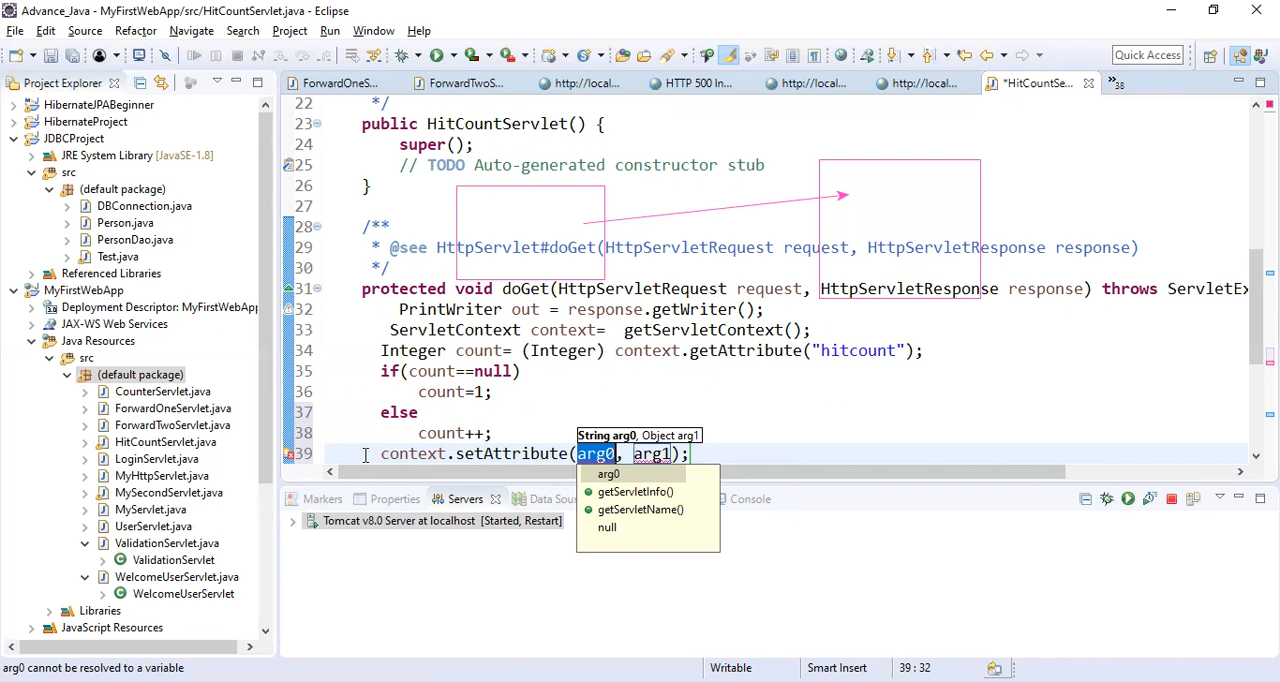 Advance_Java - MyFirstWebApp/src/HitCountServlet.java - Eclipse
File Edit Source Refactor Navigate Search Project Run Window Help
Quick Access
Project Explorer
ForwardOneS... ForwardTwoS... http://local... HTTP 500 In... http://local... http://local... *HitCountSe... »38
HibernateJPABeginner
HibernateProject
JDBCProject
JRE System Library [JavaSE-1.8]
src
(default package)
DBConnection.java
Person.java
PersonDao.java
Test.java
Referenced Libraries
MyFirstWebApp
Deployment Descriptor: MyFirstWebApp
JAX-WS Web Services
Java Resources
src
(default package)
CounterServlet.java
ForwardOneServlet.java
ForwardTwoServlet.java
HitCountServlet.java
LoginServlet.java
MyHttpServlet.java
MySecondServlet.java
MyServlet.java
UserServlet.java
ValidationServlet.java
ValidationServlet
WelcomeUserServlet.java
WelcomeUserServlet
Libraries
JavaScript Resources
22 */
23 public HitCountServlet() {
24 super();
25 // TODO Auto-generated constructor stub
26 }
27
28 /**
29 * @see HttpServlet#doGet(HttpServletRequest request, HttpServletResponse response)
30 */
31 protected void doGet(HttpServletRequest request, HttpServletResponse response) throws ServletEx
32 PrintWriter out = response.getWriter();
33 ServletContext context= getServletContext();
34 Integer count= (Integer) context.getAttribute("hitcount");
35 if(count==null)
36 count=1;
37 else
38 count++;
String arg0, Object arg1
39 context.setAttribute(arg0, arg1);
arg0
getServletInfo()
getServletName()
null
Markers Properties Servers Data Sou Console
Tomcat v8.0 Server at localhost [Started, Restart]
arg0 cannot be resolved to a variable
Writable
Smart Insert
39 : 32